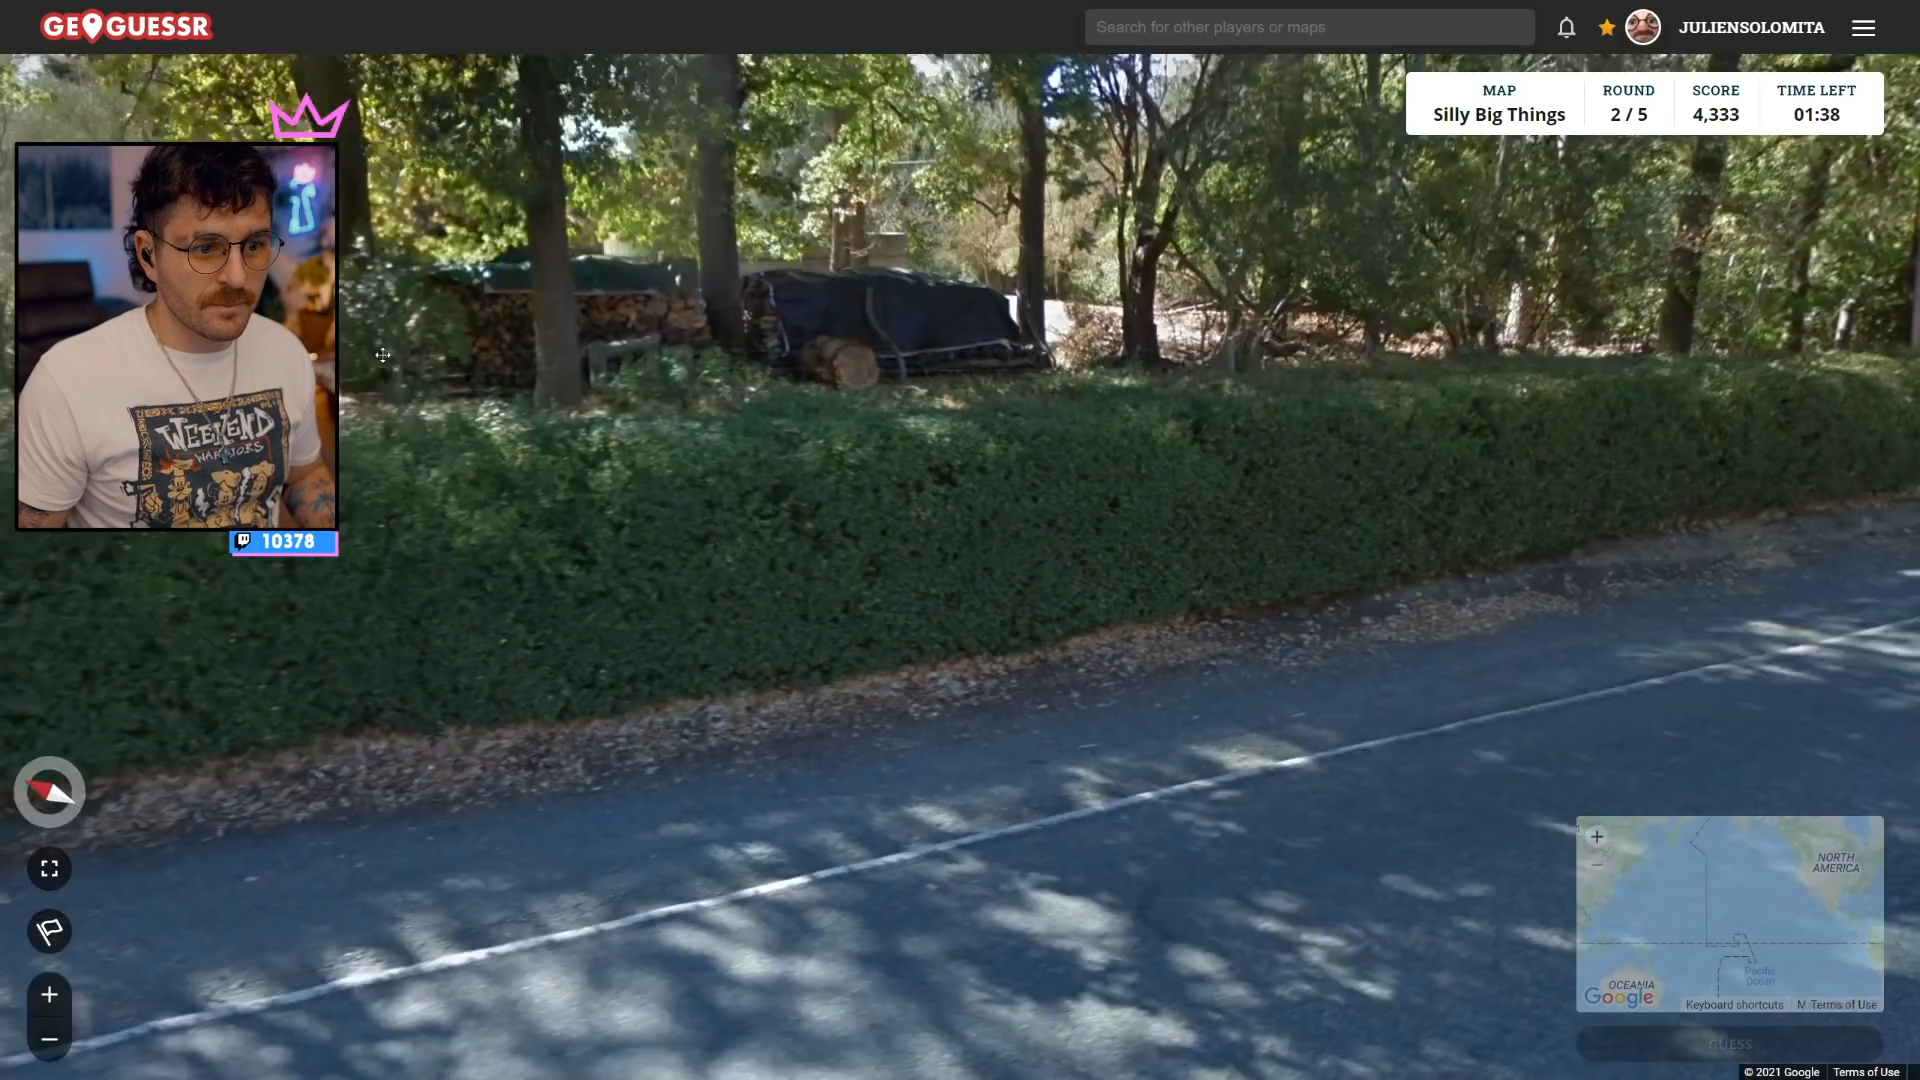 GEOGUESSR
Search for other players or maps
JULIENSOLOMITA
MAP
Silly Big Things
ROUND
2 / 5
SCORE
4,333
TIME LEFT
01:38
WEEKEND
WARRIORS
10378
+
−
+
−
NORTH
AMERICA
Pacific
Ocean
OCEANIA
Google
Keyboard shortcuts
M Terms of Use
GUESS
© 2021 Google
Terms of Use